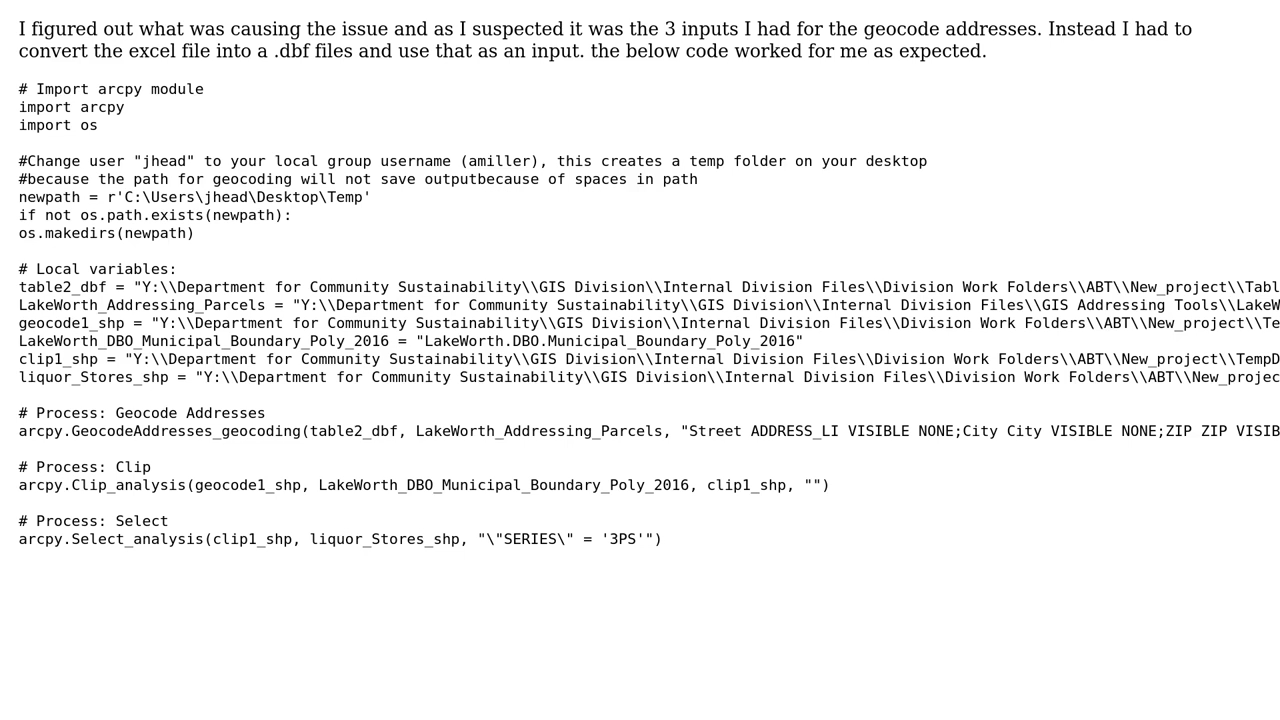 I figured out what was causing the issue and as I suspected it was the 3 inputs I had for the geocode addresses. Instead I had to
convert the excel file into a .dbf files and use that as an input. the below code worked for me as expected.
# Import arcpy module
import arcpy
import os
#Change user "jhead" to your local group username (amiller), this creates a temp folder on your desktop
#because the path for geocoding will not save outputbecause of spaces in path
newpath = r'C:\Users\jhead\Desktop\Temp'
if not os.path.exists(newpath):
os.makedirs(newpath)
# Local variables:
table2_dbf = "Y:\\Department for Community Sustainability\\GIS Division\\Internal Division Files\\Division Work Folders\\ABT\\New_project\\Tabl
LakeWorth_Addressing_Parcels = "Y:\\Department for Community Sustainability\\GIS Division\\Internal Division Files\\GIS Addressing Tools\\LakeW
geocode1_shp = "Y:\\Department for Community Sustainability\\GIS Division\\Internal Division Files\\Division Work Folders\\ABT\\New_project\\Te
LakeWorth_DBO_Municipal_Boundary_Poly_2016 = "LakeWorth.DBO.Municipal_Boundary_Poly_2016"
clip1_shp = "Y:\\Department for Community Sustainability\\GIS Division\\Internal Division Files\\Division Work Folders\\ABT\\New_project\\TempD
liquor_Stores_shp = "Y:\\Department for Community Sustainability\\GIS Division\\Internal Division Files\\Division Work Folders\\ABT\\New_projec
# Process: Geocode Addresses
arcpy.GeocodeAddresses_geocoding(table2_dbf, LakeWorth_Addressing_Parcels, "Street ADDRESS_LI VISIBLE NONE;City City VISIBLE NONE;ZIP ZIP VISIB
# Process: Clip
arcpy.Clip_analysis(geocode1_shp, LakeWorth_DBO_Municipal_Boundary_Poly_2016, clip1_shp, "")
# Process: Select
arcpy.Select_analysis(clip1_shp, liquor_Stores_shp, "\"SERIES\" = '3PS'")